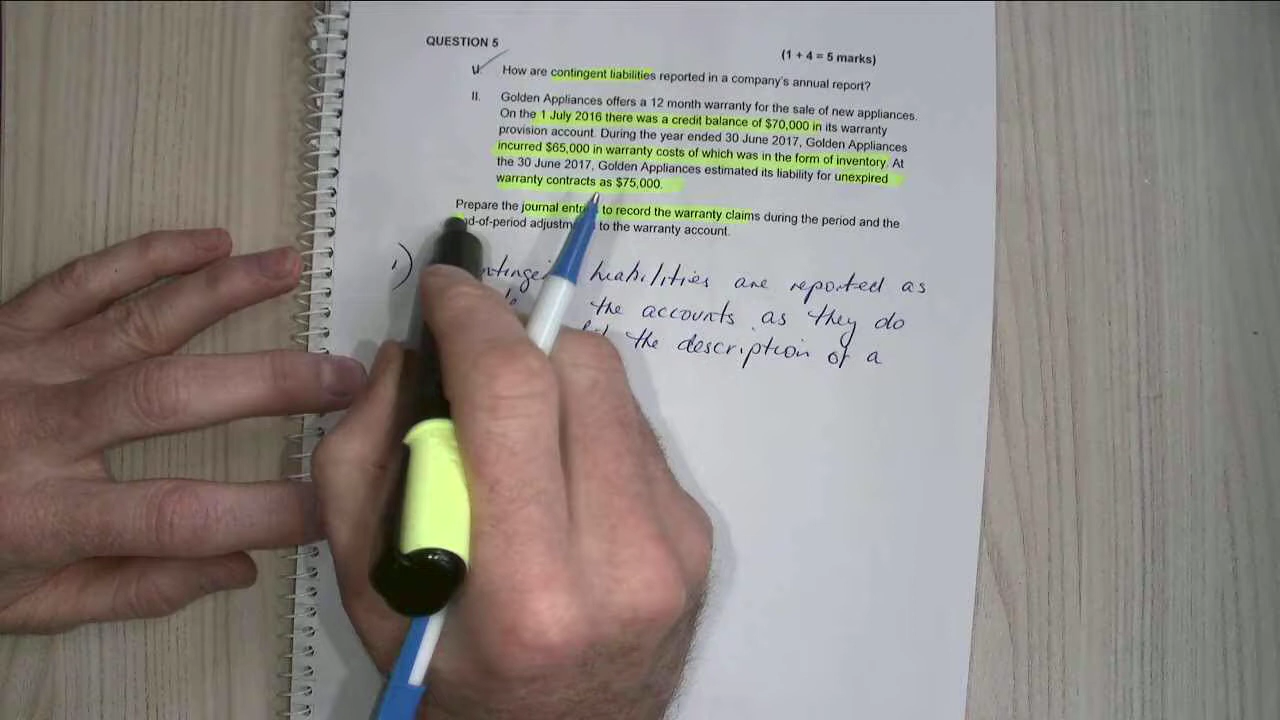 QUESTION 5
(1 + 4 = 5 marks)
How are contingent liabilities reported in a company's annual report?
II. Golden Appliances offers a 12 month warranty for the sale of new appliances.
On the 1 July 2016 there was a credit balance of $70,000 in its warranty
provision account. During the year ended 30 June 2017, Golden Appliances
incurred $65,000 in warranty costs of which was in the form of inventory. At
the 30 June 2017, Golden Appliances estimated its liability for unexpired
warranty contracts as $75,000.
Prepare the journal to record the warranty claims during the period and the
to the warranty account.
i) liabilities are reported as
the accounts as they do
the description of a